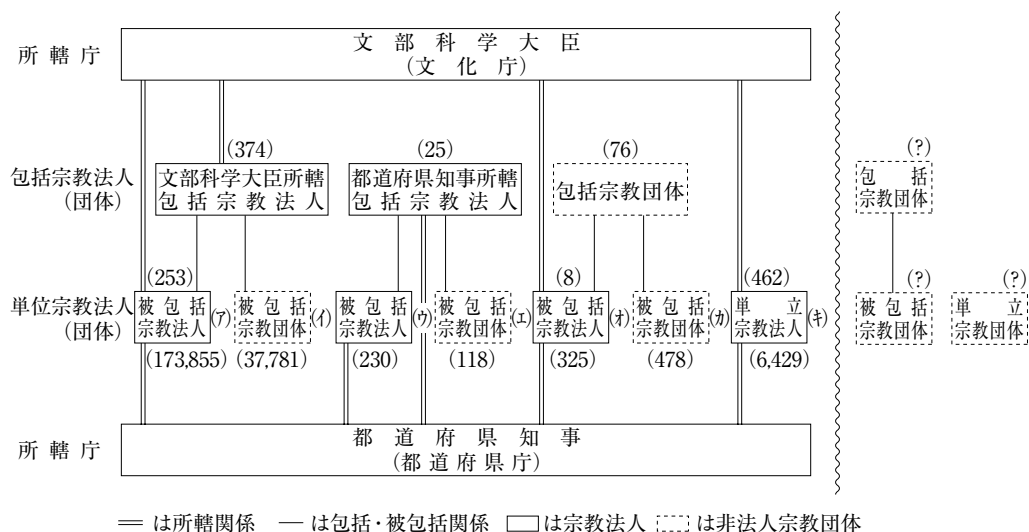 所轄庁
文部科学大臣
(文化庁)
(374)
(25)
(76)
(?)
包括宗教法人
(団体)
文部科学大臣所轄
包括宗教法人
都道府県知事所轄
包括宗教法人
包括宗教団体
包括
宗教団体
(253)
(8)
(462)
(?)
(?)
単位宗教法人
(団体)
被包括
宗教法人
(ア)
被包括
宗教団体
(イ)
被包括
宗教法人
(ウ)
被包括
宗教団体
(エ)
被包括
宗教法人
(オ)
被包括
宗教団体
(カ)
単立
宗教法人
(キ)
被包括
宗教団体
単立
宗教団体
(173,855)
(37,781)
(230)
(118)
(325)
(478)
(6,429)
所轄庁
都道府県知事
(都道府県庁)
は所轄関係 は包括・被包括関係 は宗教法人 は非法人宗教団体